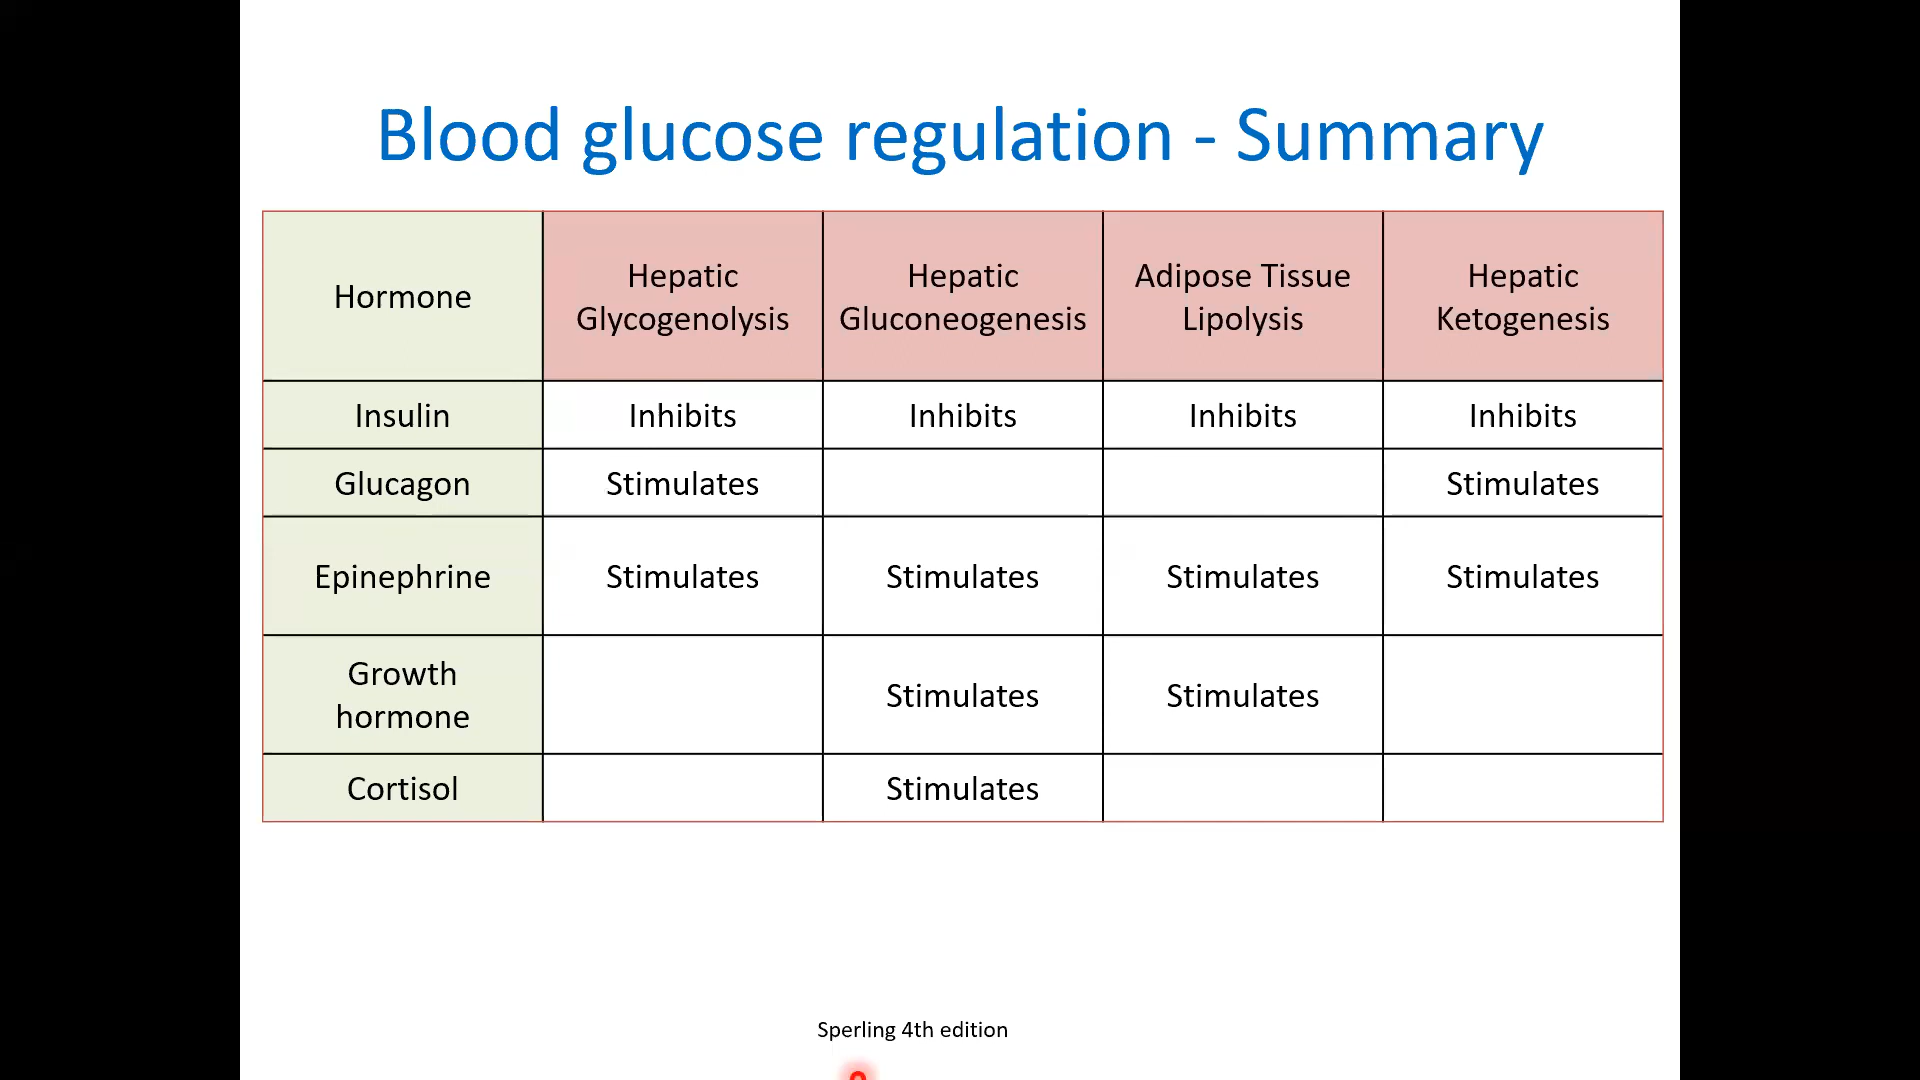 Blood glucose regulation - Summary
Hormone
Hepatic
Glycogenolysis
Hepatic
Gluconeogenesis
Adipose Tissue
Lipolysis
Hepatic
Ketogenesis
Insulin
Inhibits
Inhibits
Inhibits
Inhibits
Glucagon
Stimulates
Stimulates
Epinephrine
Stimulates
Stimulates
Stimulates
Stimulates
Growth
hormone
Stimulates
Stimulates
Cortisol
Stimulates
Sperling 4th edition